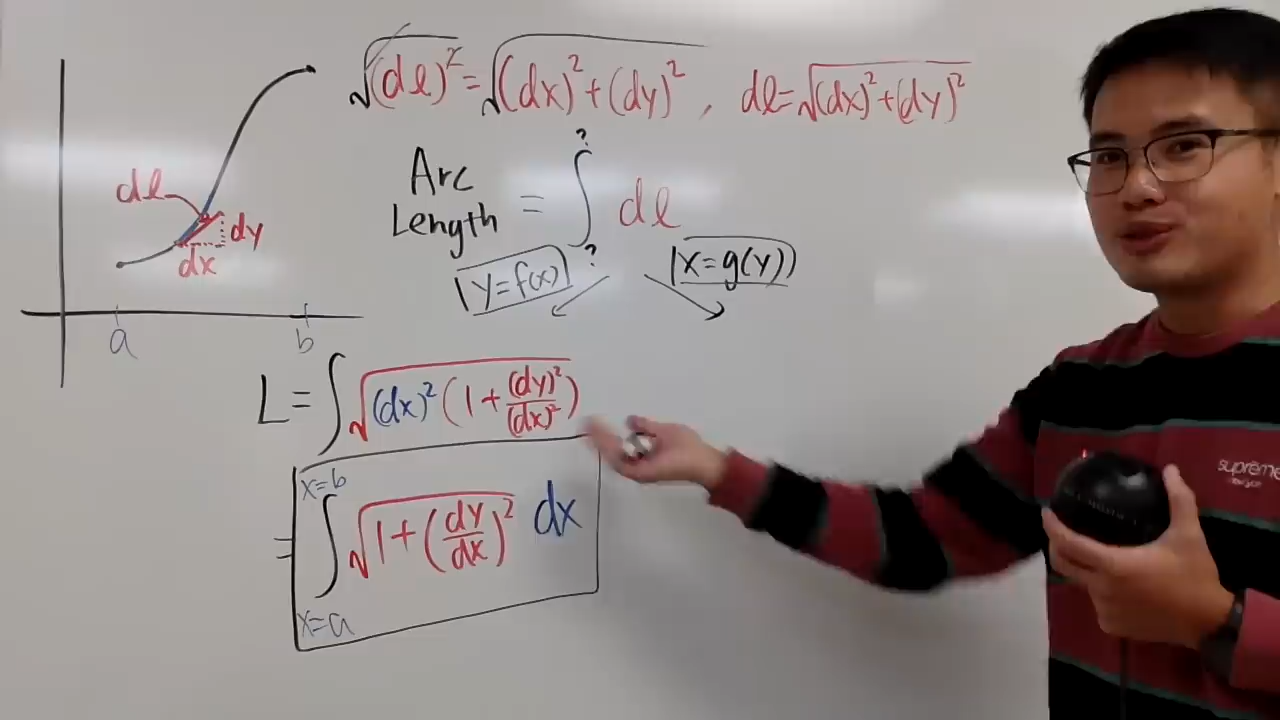 √(dl)² = √(dx)²+(dy)² , dl=√(dx)²+(dy)²
Arc
Length = ∫ dl
?
?
dl
dy
dx
y=f(x)
x=g(y)
a
b
L = ∫ √(dx)²(1+(dy)²/(dx)²)
= ∫ √1+(dy/dx)² dx
x=b
x=a
supreme